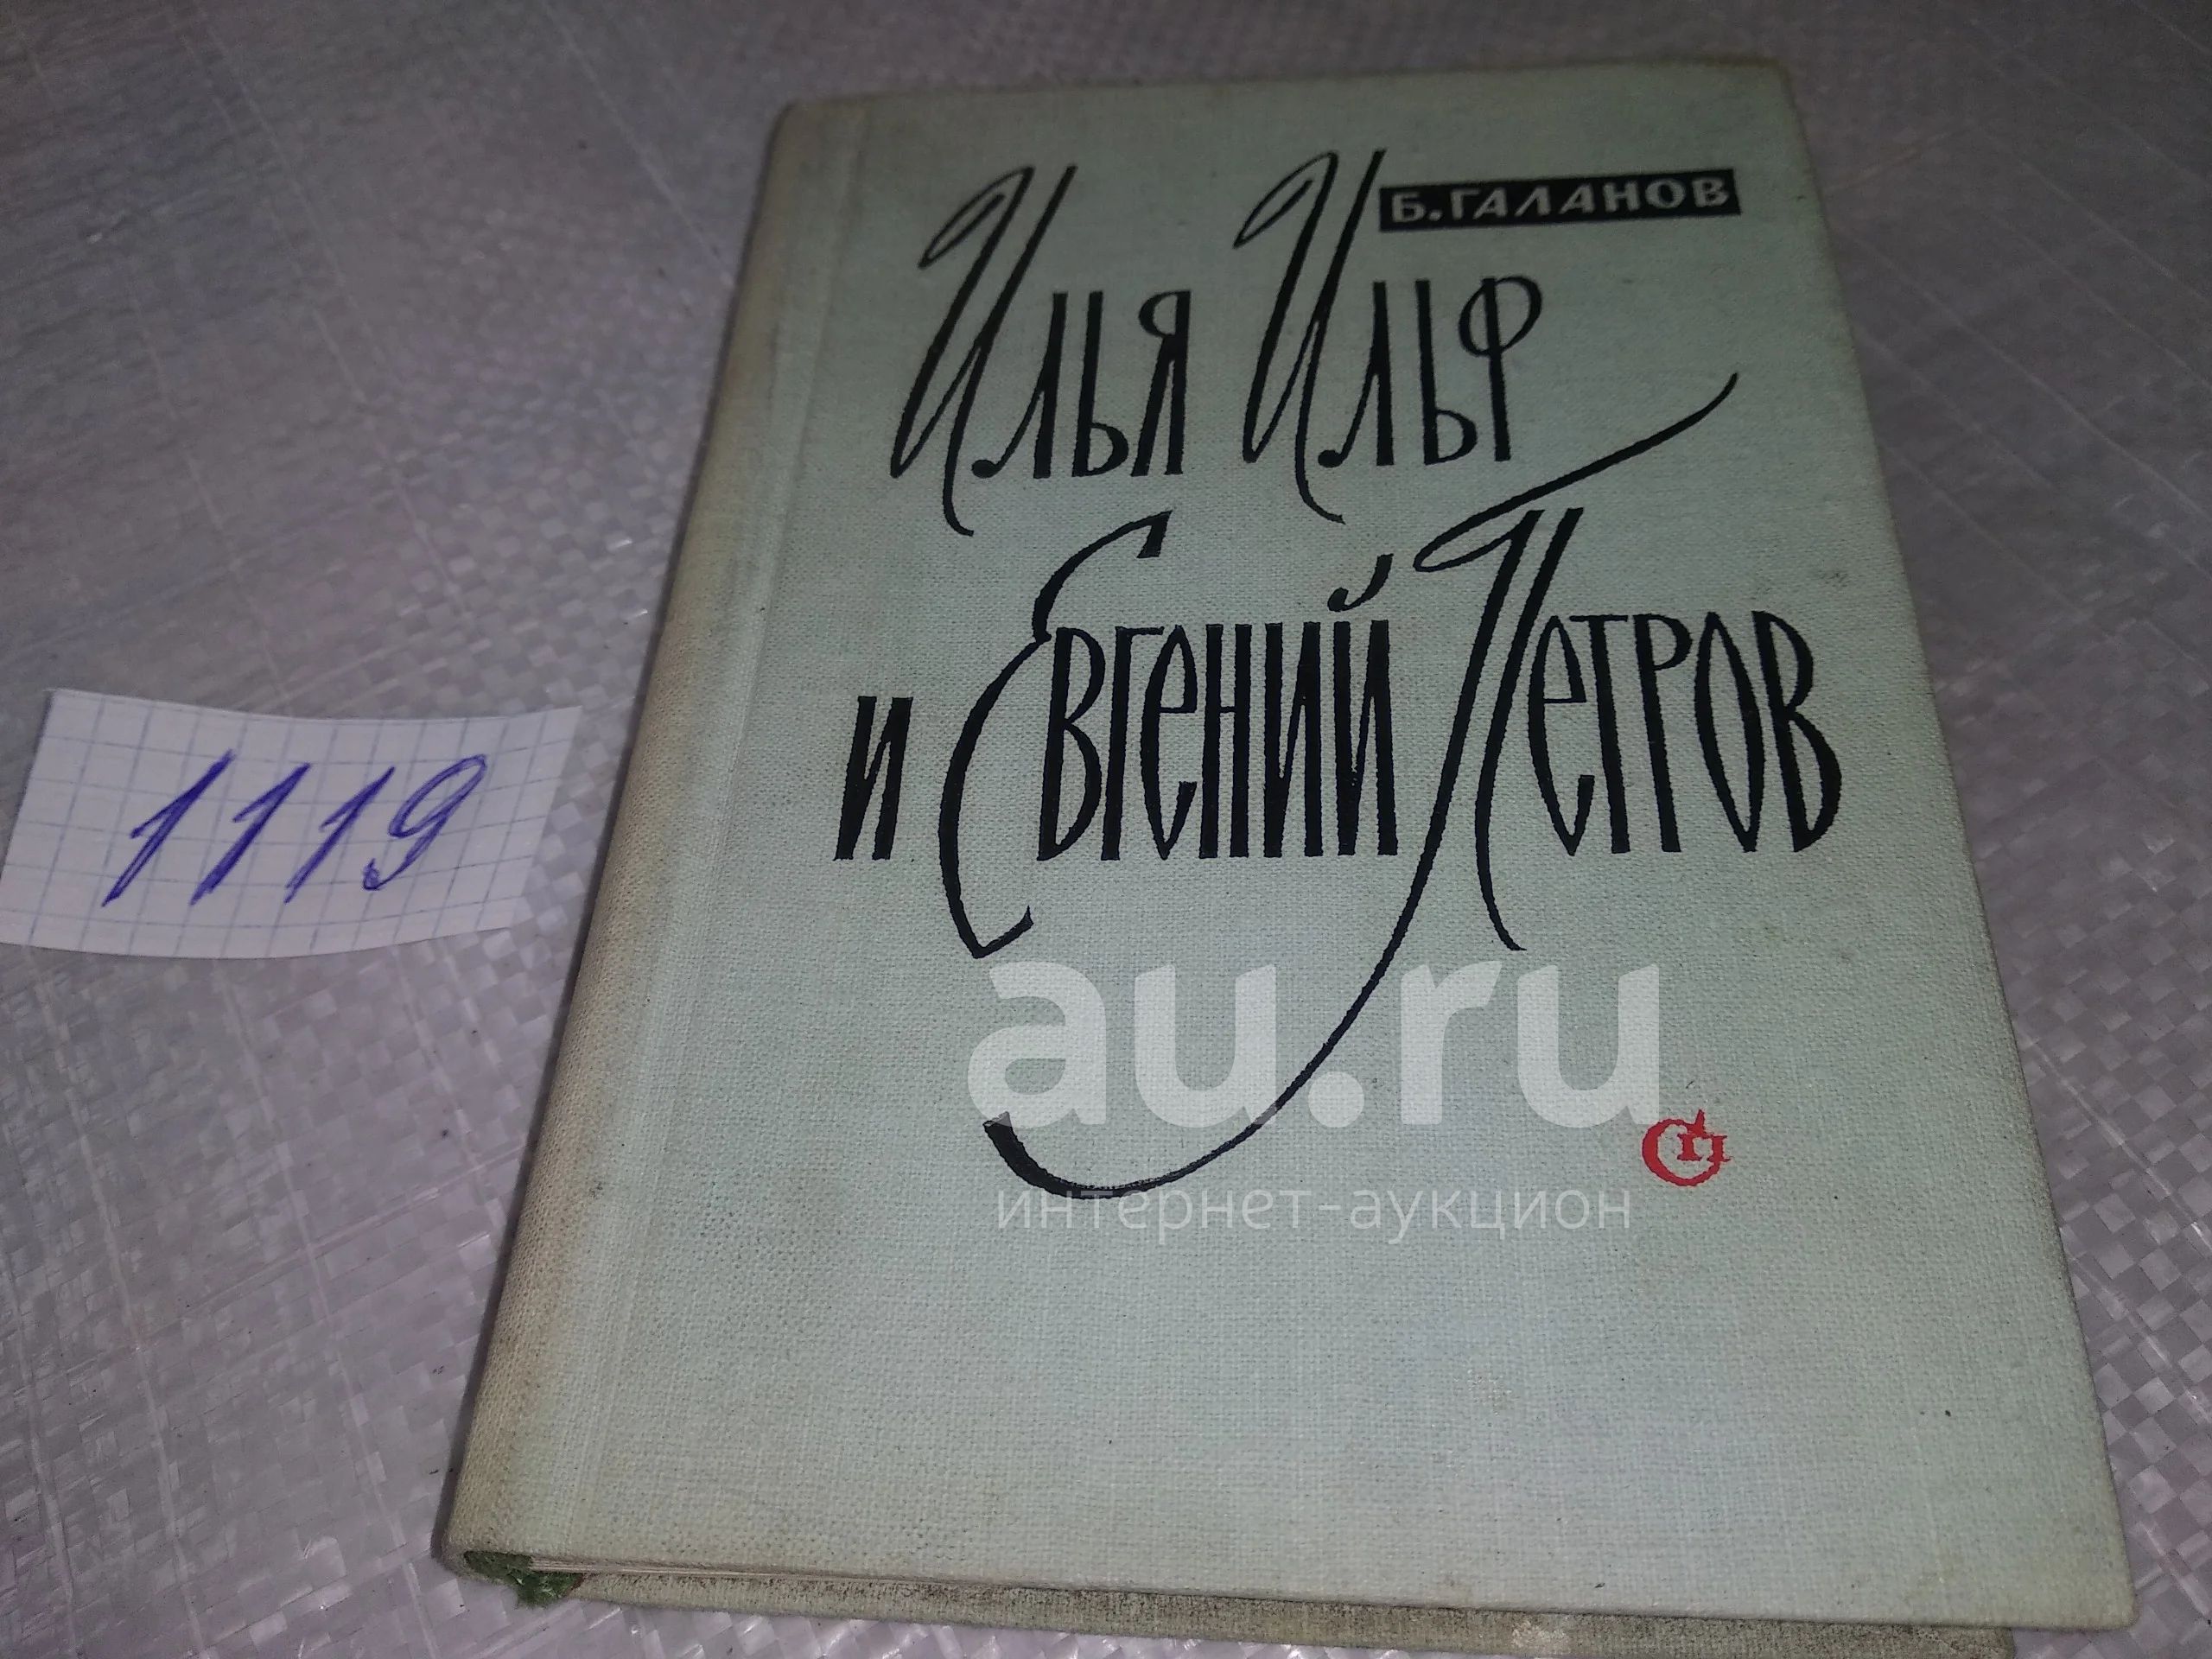 Б. ГАЛАНОВ
Илья Ильф
и Евгений Петров
1119
au.ru
интернет-аукцион